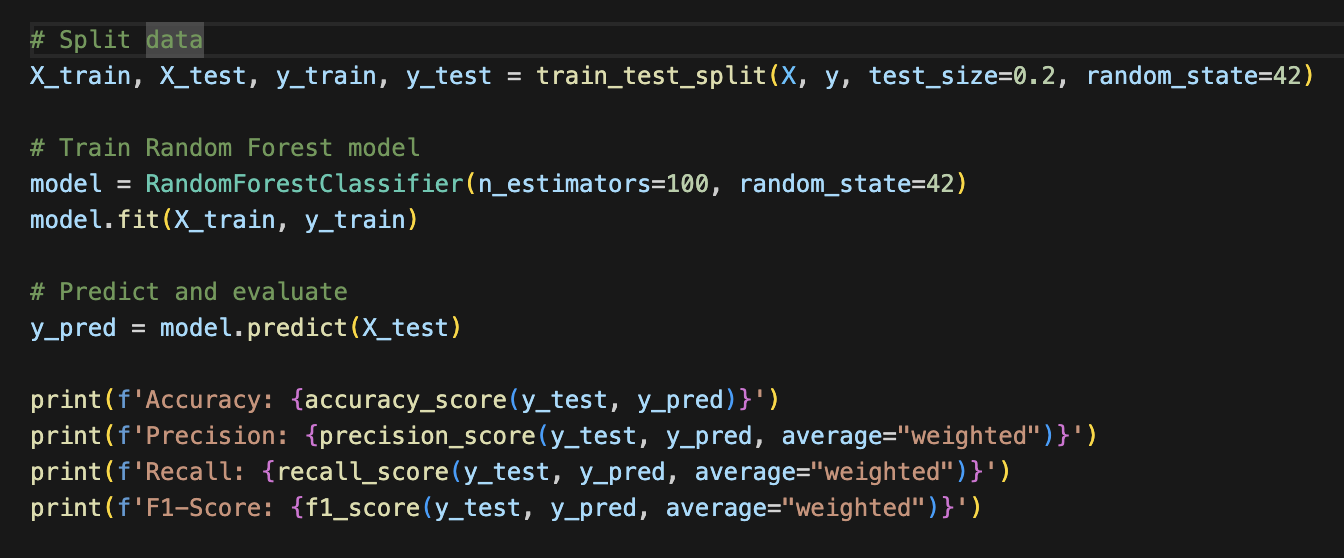 # Split data
X_train, X_test, y_train, y_test = train_test_split(X, y, test_size=0.2, random_state=42)
# Train Random Forest model
model = RandomForestClassifier(n_estimators=100, random_state=42)
model.fit(X_train, y_train)
# Predict and evaluate
y_pred = model.predict(X_test)
print(f'Accuracy: {accuracy_score(y_test, y_pred)}')
print(f'Precision: {precision_score(y_test, y_pred, average="weighted")}')
print(f'Recall: {recall_score(y_test, y_pred, average="weighted")}')
print(f'F1-Score: {f1_score(y_test, y_pred, average="weighted")}')